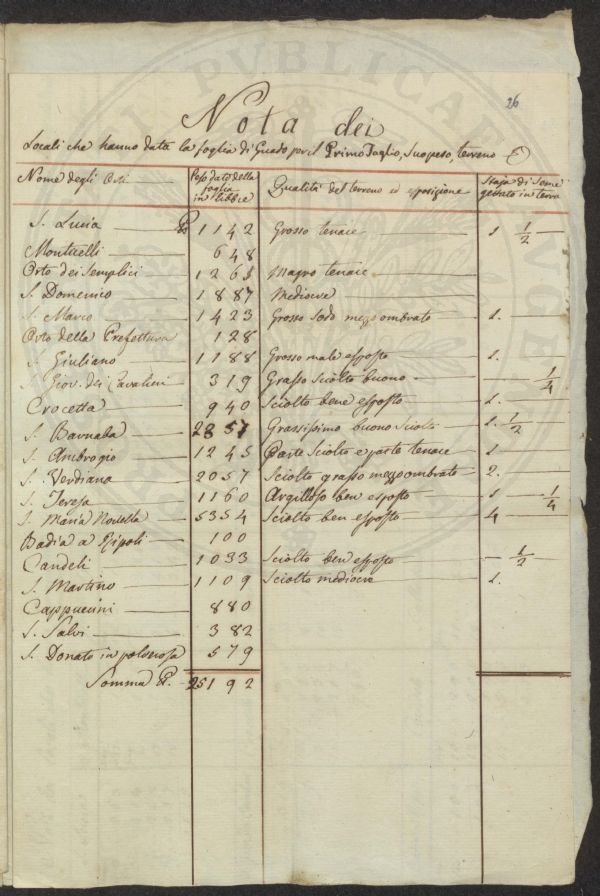 26
Nota dei
Locali che hanno data la foglia di Guado per il Primo Taglio, suo peso, terreno
Nome degli Orti | Peso dato della foglia in libbre | Qualità del terreno ed esposizione | Staja di Seme gettato in terra
S. Lucia | 1142 | Grosso tenace | 1. 1/2
Monticelli | 648
Orto dei Semplici | 1261 | Magro tenace
S. Domenico | 1887 | Mediocre
S. Marco | 1423 | Grosso Sodo mezzo ombrato | 1.
Orto della Prefettura | 128
S. Giuliano | 1188 | Grosso male esposto | 1.
S. Giov. dei Cavalieri | 319 | Grasso Sciolto buono | 1/4
Crocetta | 940 | Sciolto bene esposto | 1.
S. Barnaba | 2857 | Grassissimo buono Sciolto | 1. 1/2
S. Ambrogio | 1245 | Parte Sciolto e parte tenace | 1
S. Verdiana | 2057 | Sciolto grasso mezzo ombrato | 2.
S. Teresa | 1160 | Argilloso ben esposto | 1 1/4
S. Maria Novella | 5354 | Sciolto ben esposto | 4
Badia a Ripoli | 100
Candeli | 1033 | Sciolto ben esposto | 1/2
S. Martino | 1109 | Sciolto mediocre | 1.
Cappuccini | 880
S. Salvi | 382
S. Donato in polverosa | 579
Somma | 25192